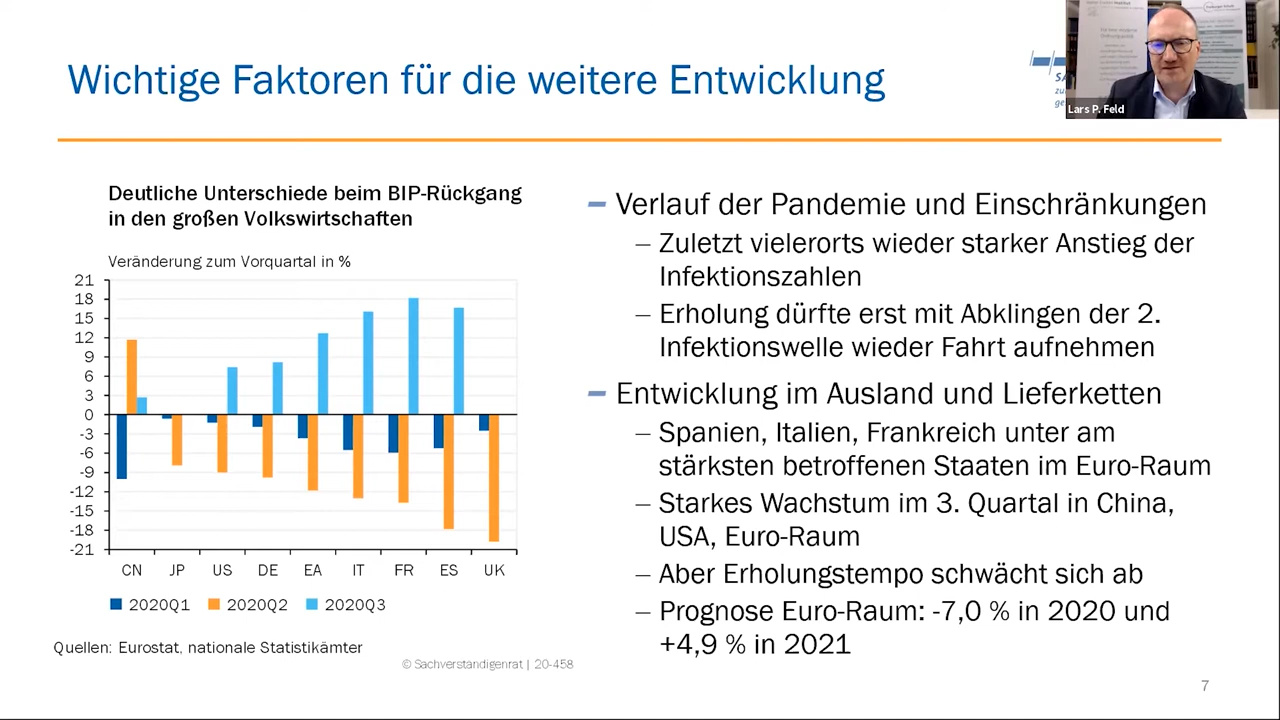 Wichtige Faktoren für die weitere Entwicklung
Lars P. Feld
Deutliche Unterschiede beim BIP-Rückgang
in den großen Volkswirtschaften
Veränderung zum Vorquartal in %
21
18
15
12
9
6
3
0
-3
-6
-9
-12
-15
-18
-21
CN JP US DE EA IT FR ES UK
2020Q1 2020Q2 2020Q3
Quellen: Eurostat, nationale Statistikämter
© Sachverständigenrat | 20-458
Verlauf der Pandemie und Einschränkungen
– Zuletzt vielerorts wieder starker Anstieg der
Infektionszahlen
– Erholung dürfte erst mit Abklingen der 2.
Infektionswelle wieder Fahrt aufnehmen
Entwicklung im Ausland und Lieferketten
– Spanien, Italien, Frankreich unter am
stärksten betroffenen Staaten im Euro-Raum
– Starkes Wachstum im 3. Quartal in China,
USA, Euro-Raum
– Aber Erholungstempo schwächt sich ab
– Prognose Euro-Raum: -7,0 % in 2020 und
+4,9 % in 2021
7